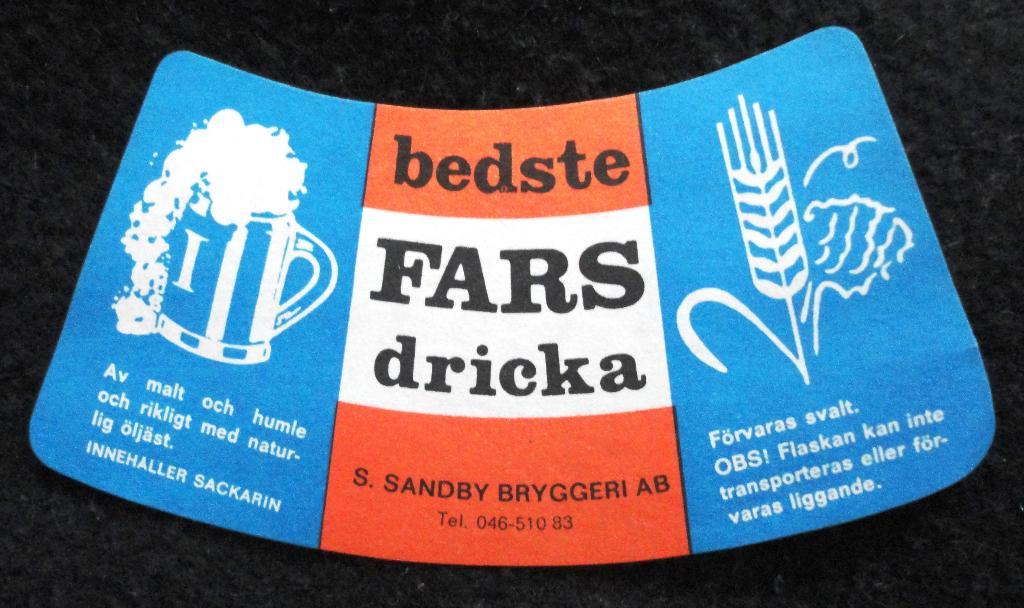 I
Av malt och humle
och rikligt med natur-
lig öljäst.
INNEHALLER SACKARIN
bedste
FARS
dricka
S. SANDBY BRYGGERI AB
Tel. 046-510 83
Förvaras svalt.
OBS! Flaskan kan inte
transporteras eller för-
varas liggande.